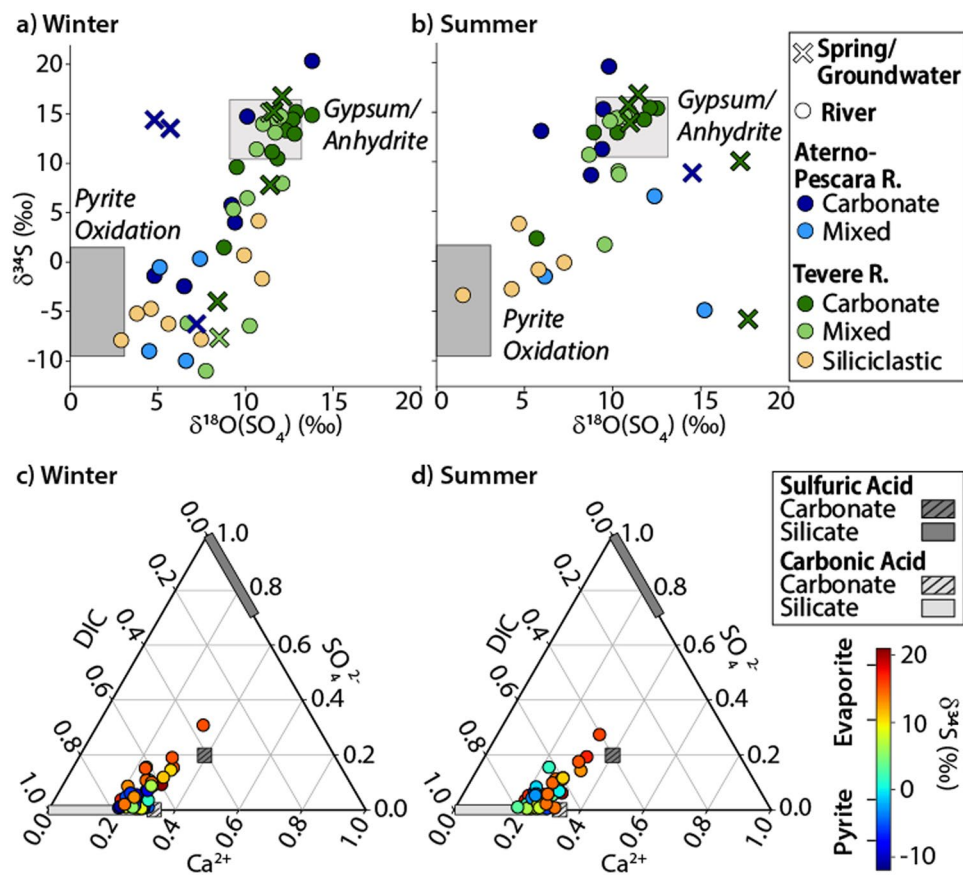 a) Winter
20
15
10
5
0
-5
-10
δ³⁴S (‰)
Gypsum/
Anhydrite
Pyrite
Oxidation
0
5
10
15
20
δ¹⁸O(SO₄) (‰)
b) Summer
Gypsum/
Anhydrite
Pyrite
Oxidation
0
5
10
15
20
δ¹⁸O(SO₄) (‰)
Spring/
Groundwater
River
Aterno-
Pescara R.
Carbonate
Mixed
Tevere R.
Carbonate
Mixed
Siliciclastic
c) Winter
0.0
0.2
0.4
0.6
0.8
1.0
DIC
1.0
0.8
0.6
0.4
0.2
0.0
SO₄²⁻
0.0
0.2
0.4
0.6
0.8
1.0
Ca²⁺
d) Summer
0.0
0.2
0.4
0.6
0.8
1.0
DIC
1.0
0.8
0.6
0.4
0.2
0.0
SO₄²⁻
0.0
0.2
0.4
0.6
0.8
1.0
Ca²⁺
Sulfuric Acid
Carbonate
Silicate
Carbonic Acid
Carbonate
Silicate
Evaporite
Pyrite
20
10
0
-10
δ³⁴S (‰)